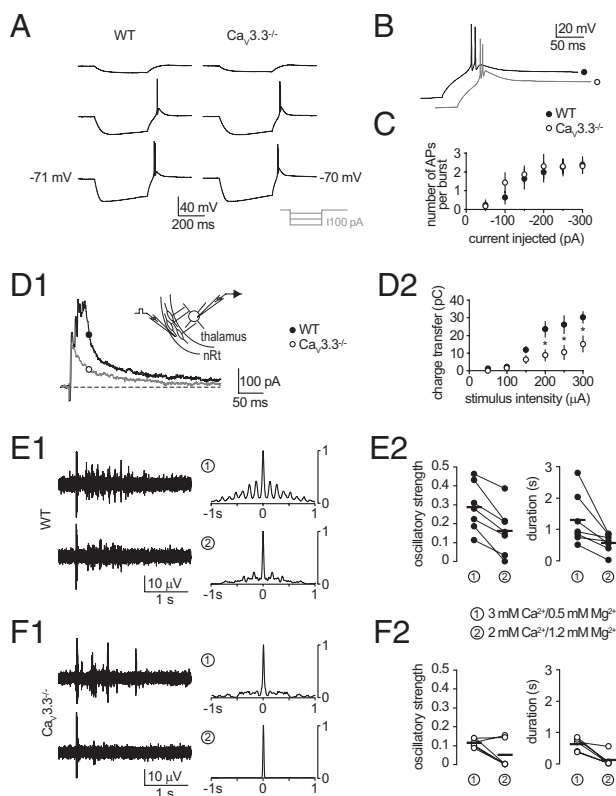 A
WT
CaV3.3-/-
-71 mV
-70 mV
40 mV
200 ms
100 pA
B
20 mV
50 ms
WT
CaV3.3-/-
C
number of APs
per burst
3
2
1
0
0
-100
-200
-300
current injected (pA)
D1
thalamus
nRt
WT
CaV3.3-/-
100 pA
50 ms
D2
charge transfer (pC)
40
30
20
10
0
* * *
0
100
200
300
stimulus intensity (μA)
E1
WT
1
1
0
-1s
0
1
2
1
0
-1s
0
1
10 μV
1 s
E2
oscillatory strength
0.5
0.4
0.3
0.2
0.1
0
1
2
duration (s)
3
2
1
0
1
2
1 3 mM Ca2+/0.5 mM Mg2+
2 2 mM Ca2+/1.2 mM Mg2+
F1
CaV3.3-/-
1
1
0
-1s
0
1
2
1
0
-1s
0
1
10 μV
1 s
F2
oscillatory strength
0.5
0.4
0.3
0.2
0.1
0
1
2
duration (s)
3
2
1
0
1
2